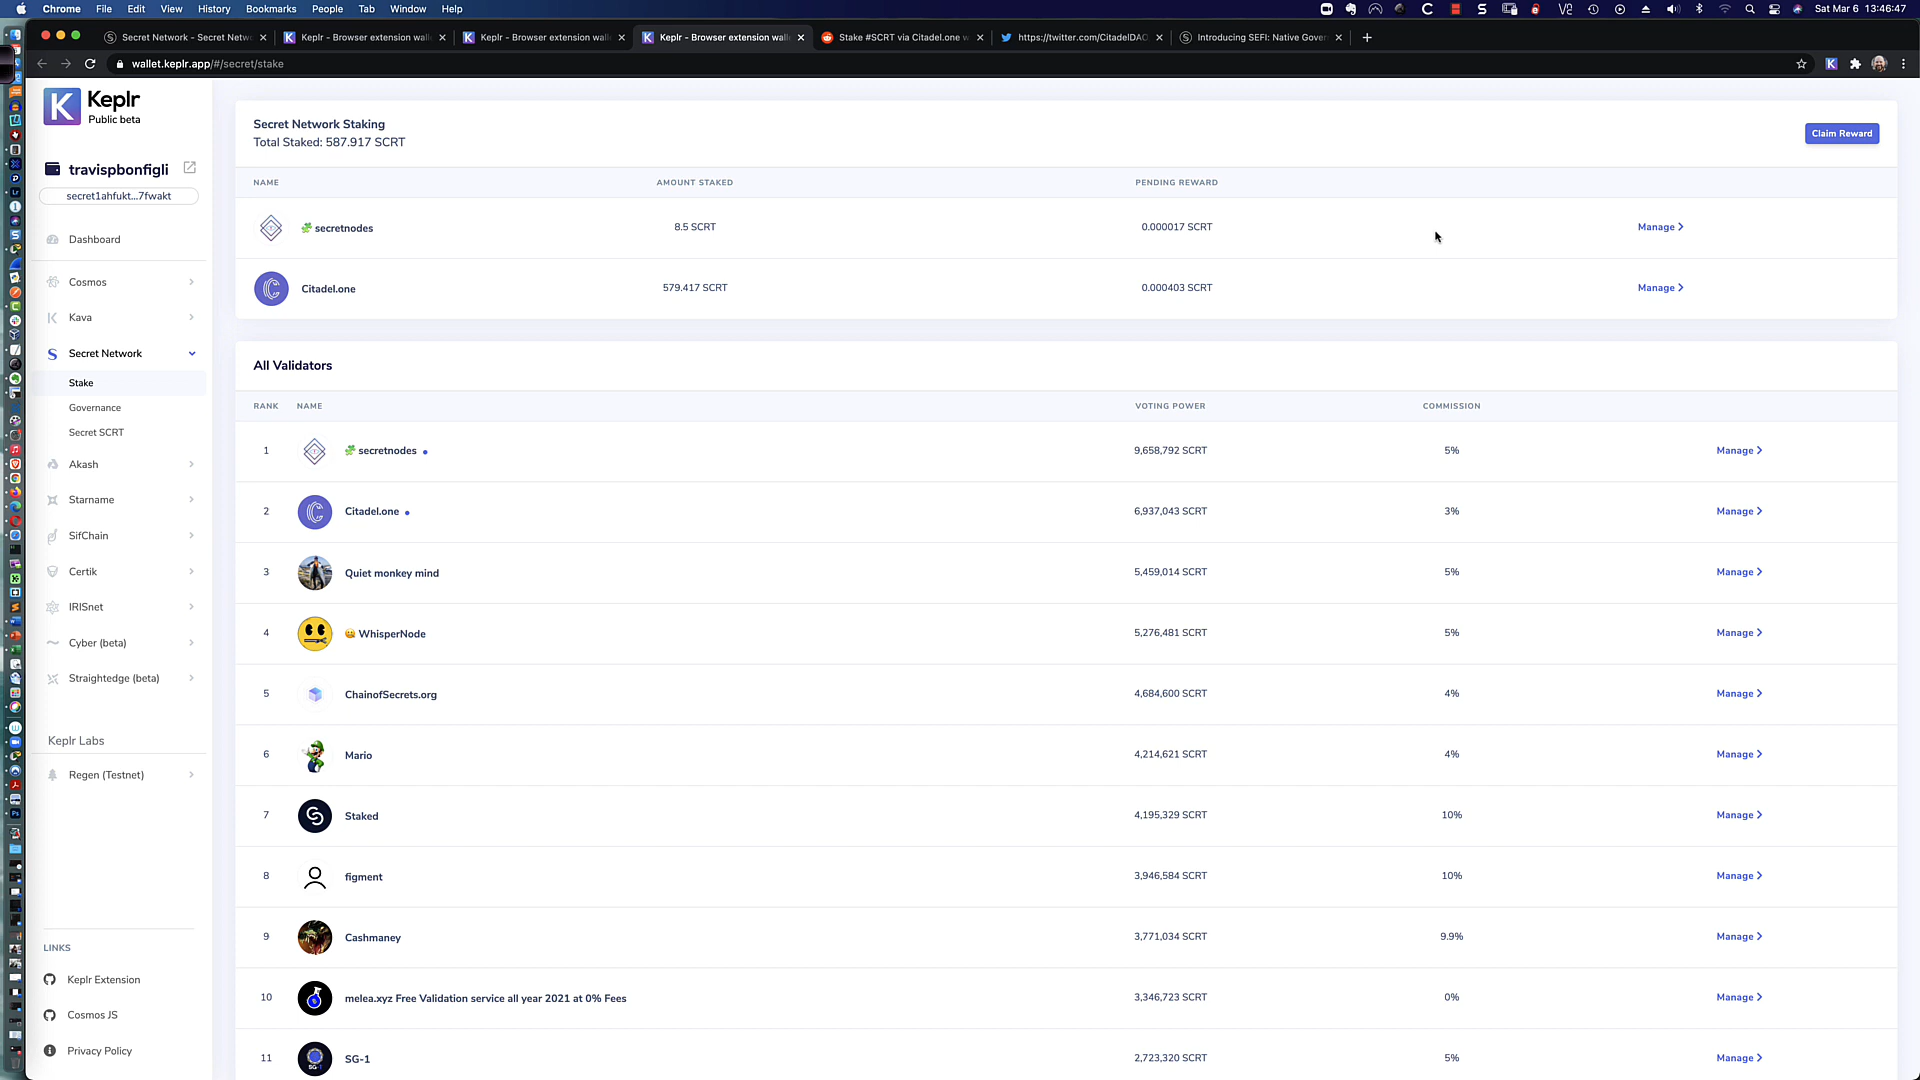 Chrome File Edit View History Bookmarks People Tab Window Help Sat Mar 6 13:46:47
Secret Network - Secret Netw Keplr - Browser extension wall Keplr - Browser extension wall Keplr - Browser extension wall Stake #SCRT via Citadel.one w https://twitter.com/CitadelDAO Introducing SEFI: Native Gover
wallet.keplr.app/#/secret/stake
Keplr
Public beta
travispbonfigli
secret1ahfukt...7fwakt
Dashboard
Cosmos
Kava
Secret Network
Stake
Governance
Secret SCRT
Akash
Starname
SifChain
Certik
IRISnet
Cyber (beta)
Straightedge (beta)
Keplr Labs
Regen (Testnet)
LINKS
Keplr Extension
Cosmos JS
Privacy Policy
Secret Network Staking
Total Staked: 587.917 SCRT
Claim Reward
NAME AMOUNT STAKED PENDING REWARD
secretnodes 8.5 SCRT 0.000017 SCRT Manage
Citadel.one 579.417 SCRT 0.000403 SCRT Manage
All Validators
RANK NAME VOTING POWER COMMISSION
1 secretnodes 9,658,792 SCRT 5% Manage
2 Citadel.one 6,937,043 SCRT 3% Manage
3 Quiet monkey mind 5,459,014 SCRT 5% Manage
4 WhisperNode 5,276,481 SCRT 5% Manage
5 ChainofSecrets.org 4,684,600 SCRT 4% Manage
6 Mario 4,214,621 SCRT 4% Manage
7 Staked 4,195,329 SCRT 10% Manage
8 figment 3,946,584 SCRT 10% Manage
9 Cashmaney 3,771,034 SCRT 9.9% Manage
10 melea.xyz Free Validation service all year 2021 at 0% Fees 3,346,723 SCRT 0% Manage
11 SG-1 2,723,320 SCRT 5% Manage